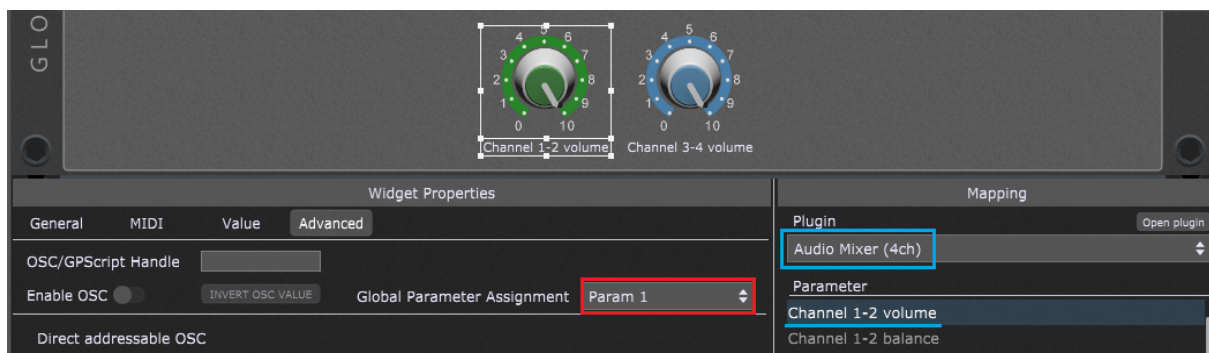 GLO
4 5 6
3 7
2 8
1 9
0 10
Channel 1-2 volume
4 5 6
3 7
2 8
1 9
0 10
Channel 3-4 volume
Widget Properties
General MIDI Value Advanced
OSC/GPScript Handle
Enable OSC INVERT OSC VALUE Global Parameter Assignment Param 1
Direct addressable OSC
Mapping
Plugin Open plugin
Audio Mixer (4ch)
Parameter
Channel 1-2 volume
Channel 1-2 balance